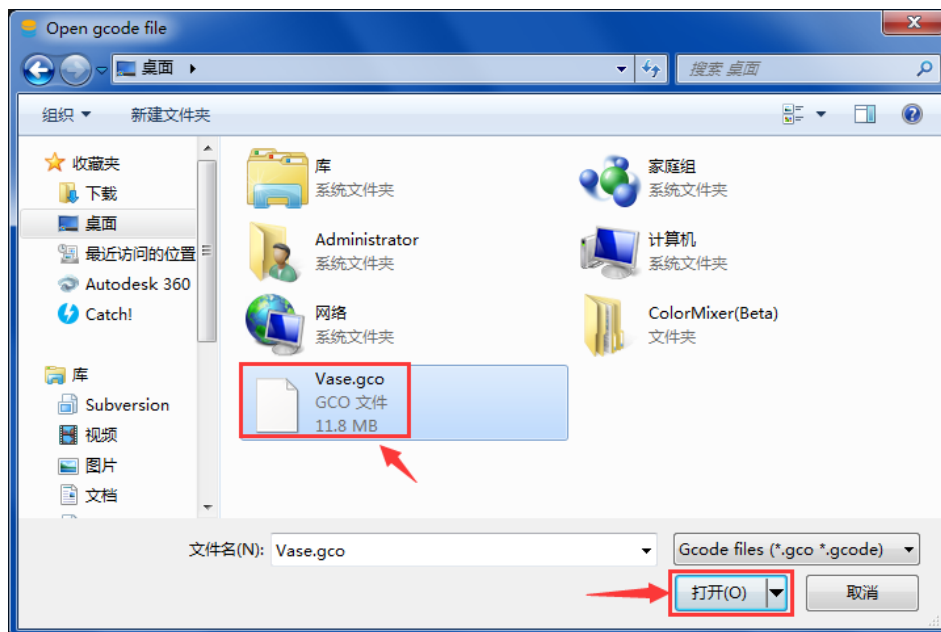 Open gcode file
桌面
搜索 桌面
组织
新建文件夹
收藏夹
下载
桌面
最近访问的位置
Autodesk 360
Catch!
库
Subversion
视频
图片
文档
库
系统文件夹
家庭组
系统文件夹
Administrator
系统文件夹
计算机
系统文件夹
网络
系统文件夹
ColorMixer(Beta)
文件夹
Vase.gco
GCO 文件
11.8 MB
文件名(N): Vase.gco
Gcode files (*.gco *.gcode)
打开(O)
取消